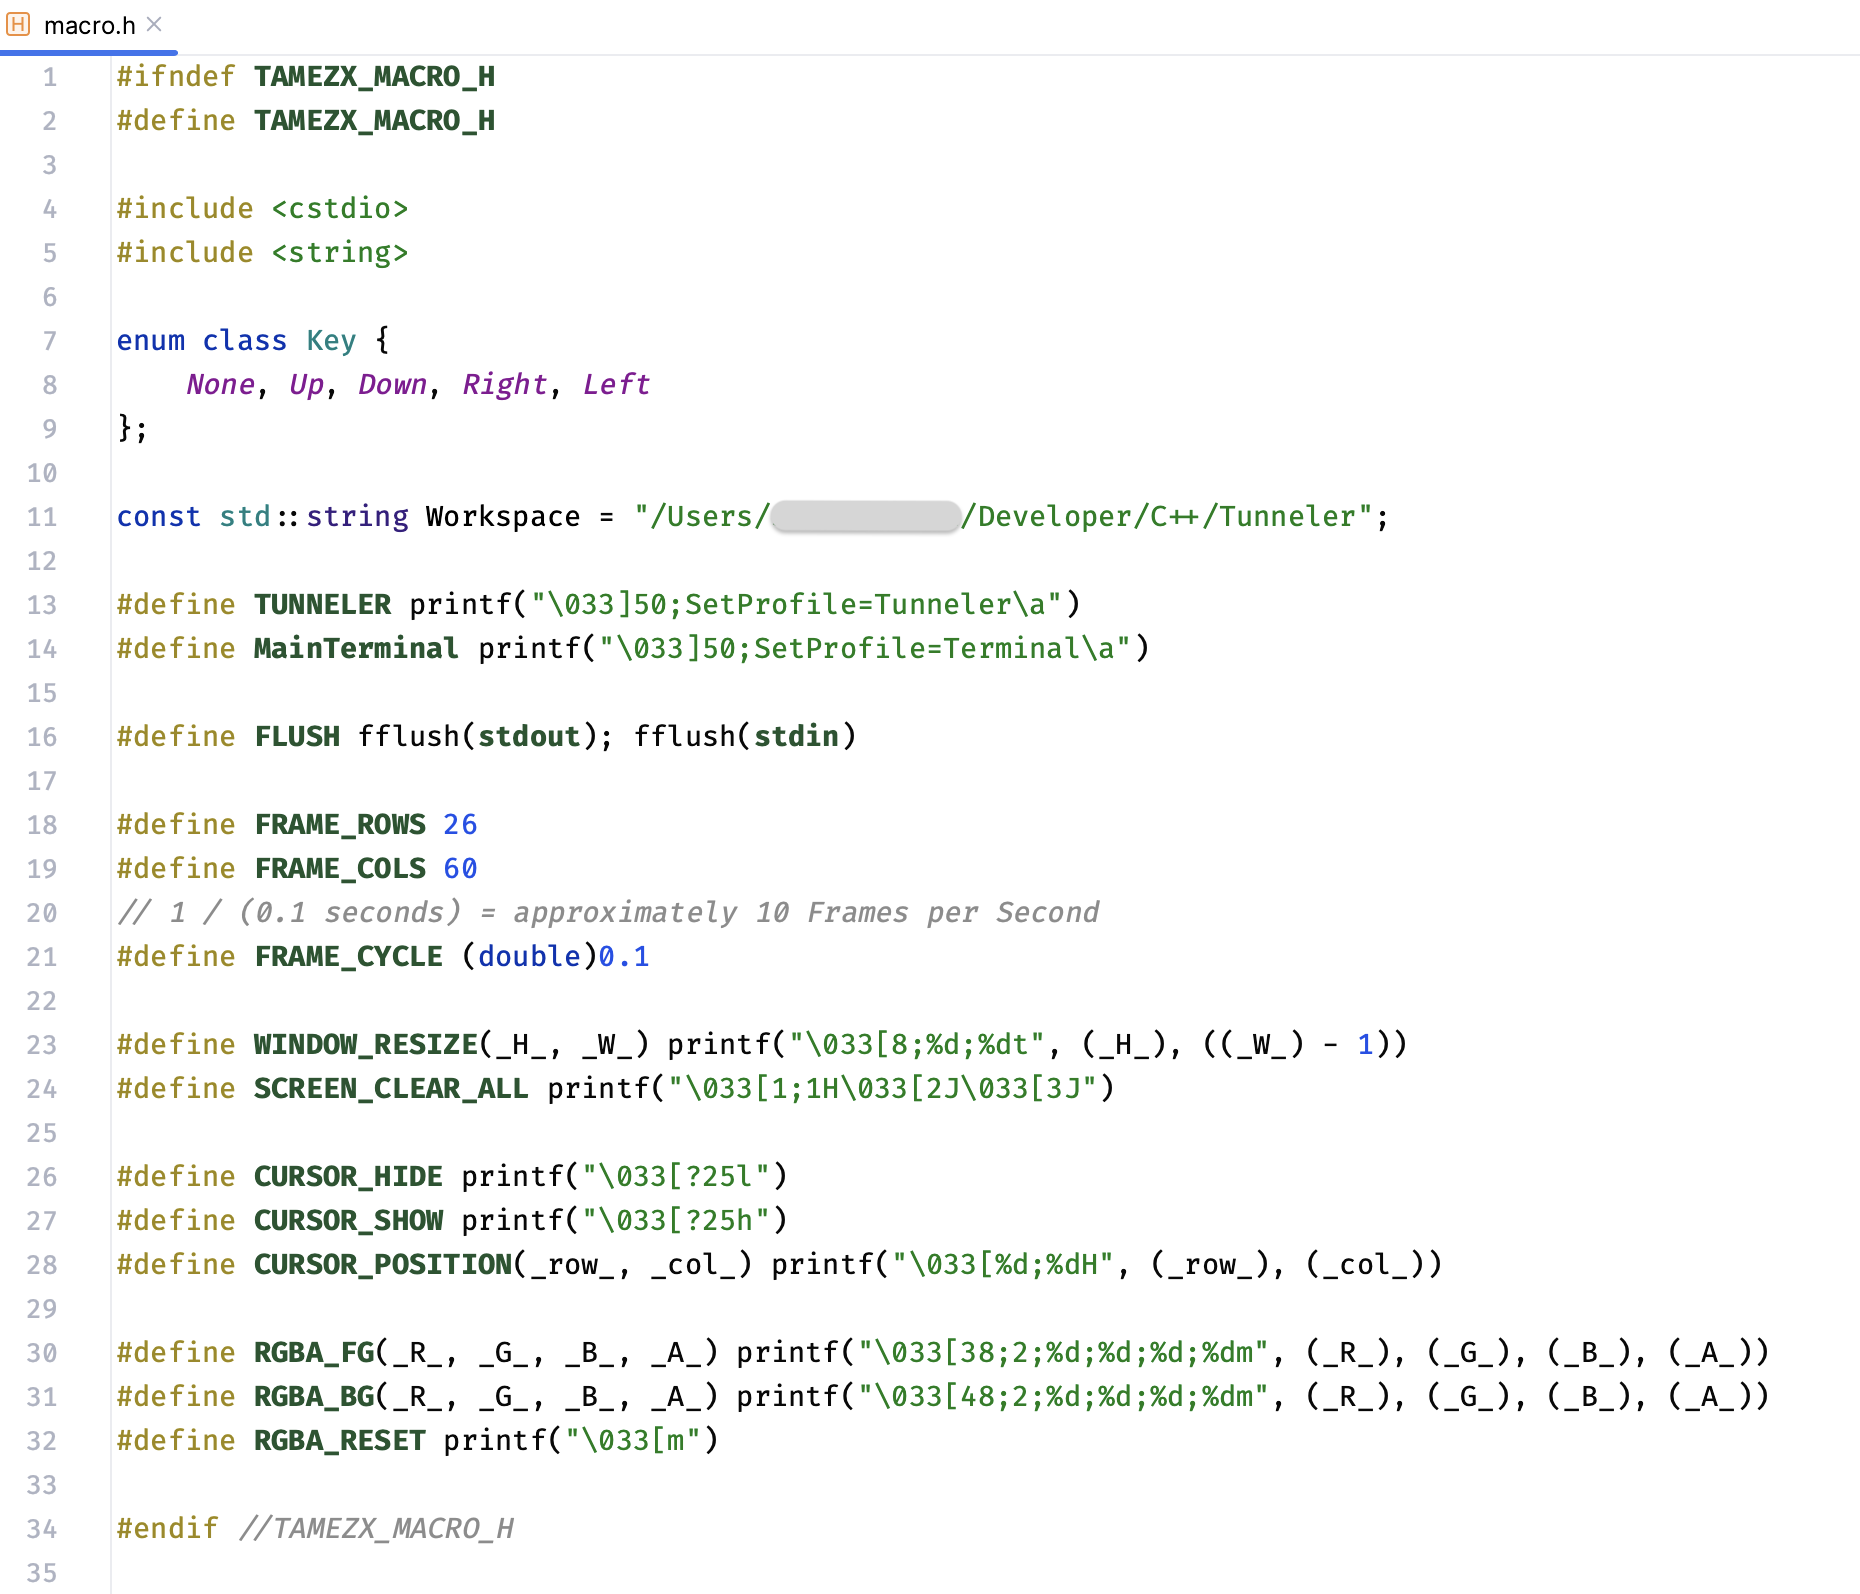 macro.h
1 #ifndef TAMEZX_MACRO_H
2 #define TAMEZX_MACRO_H
3
4 #include <cstdio>
5 #include <string>
6
7 enum class Key {
8     None, Up, Down, Right, Left
9 };
10
11 const std::string Workspace = "/Users/ /Developer/C++/Tunneler";
12
13 #define TUNNELER printf("\033]50;SetProfile=Tunneler\a")
14 #define MainTerminal printf("\033]50;SetProfile=Terminal\a")
15
16 #define FLUSH fflush(stdout); fflush(stdin)
17
18 #define FRAME_ROWS 26
19 #define FRAME_COLS 60
20 // 1 / (0.1 seconds) = approximately 10 Frames per Second
21 #define FRAME_CYCLE (double)0.1
22
23 #define WINDOW_RESIZE(_H_, _W_) printf("\033[8;%d;%dt", (_H_), ((_W_) - 1))
24 #define SCREEN_CLEAR_ALL printf("\033[1;1H\033[2J\033[3J")
25
26 #define CURSOR_HIDE printf("\033[?25l")
27 #define CURSOR_SHOW printf("\033[?25h")
28 #define CURSOR_POSITION(_row_, _col_) printf("\033[%d;%dH", (_row_), (_col_))
29
30 #define RGBA_FG(_R_, _G_, _B_, _A_) printf("\033[38;2;%d;%d;%d;%dm", (_R_), (_G_), (_B_), (_A_))
31 #define RGBA_BG(_R_, _G_, _B_, _A_) printf("\033[48;2;%d;%d;%d;%dm", (_R_), (_G_), (_B_), (_A_))
32 #define RGBA_RESET printf("\033[m")
33
34 #endif //TAMEZX_MACRO_H
35